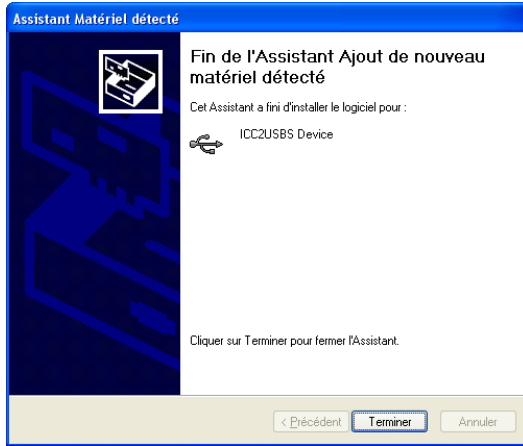 Assistant Matériel détecté
Fin de l'Assistant Ajout de nouveau
matériel détecté
Cet Assistant a fini d'installer le logiciel pour :
ICC2USBS Device
Cliquer sur Terminer pour fermer l'Assistant.
< Précédent
Terminer
Annuler